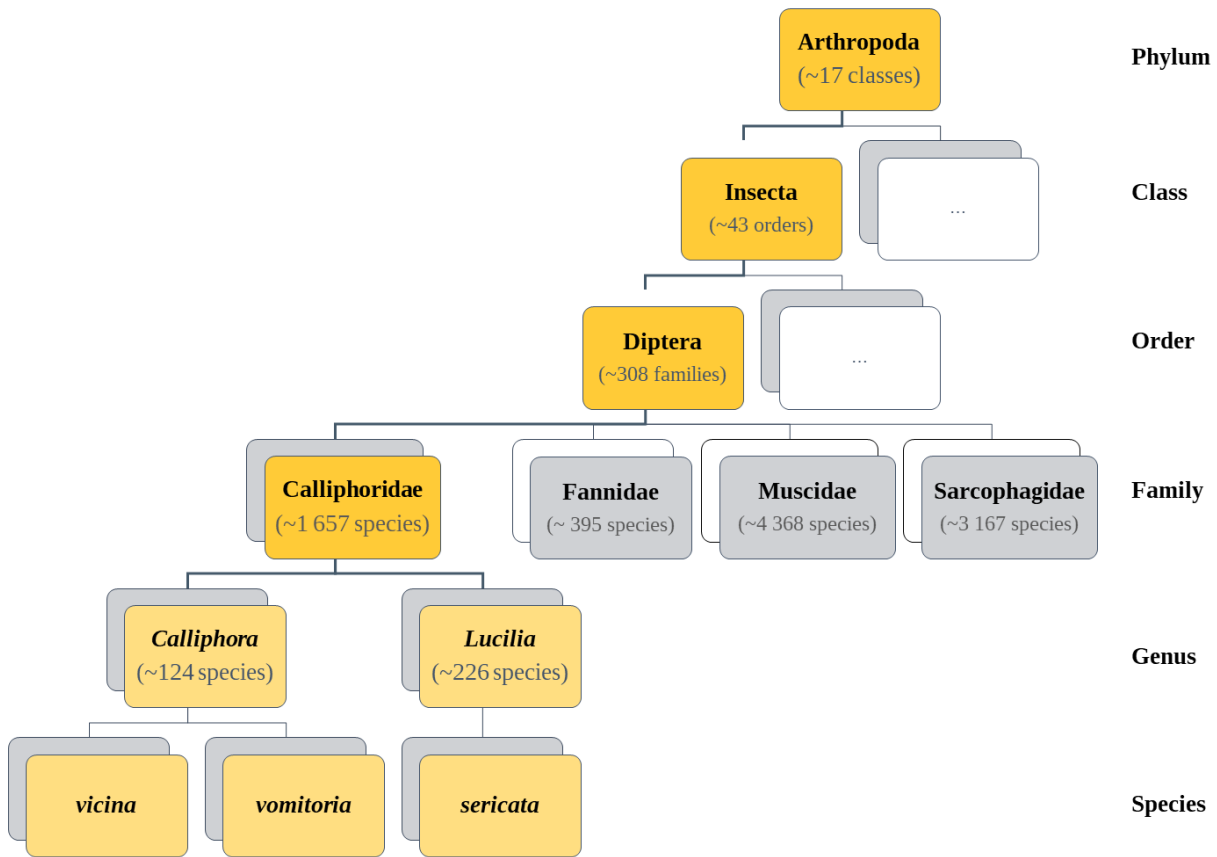 Arthropoda
(~17 classes)
Phylum
Insecta
(~43 orders)
...
Class
Diptera
(~308 families)
...
Order
Calliphoridae
(~1 657 species)
Fannidae
(~ 395 species)
Muscidae
(~4 368 species)
Sarcophagidae
(~3 167 species)
Family
Calliphora
(~124 species)
Lucilia
(~226 species)
Genus
vicina
vomitoria
sericata
Species